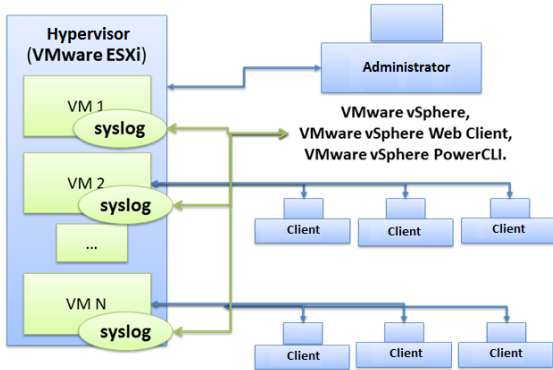 Hypervisor
(VMware ESXi)
Administrator
VM 1
syslog
VMware vSphere,
VMware vSphere Web Client,
VMware vSphere PowerCLI.
VM 2
syslog
Client
Client
Client
...
VM N
syslog
Client
Client
Client